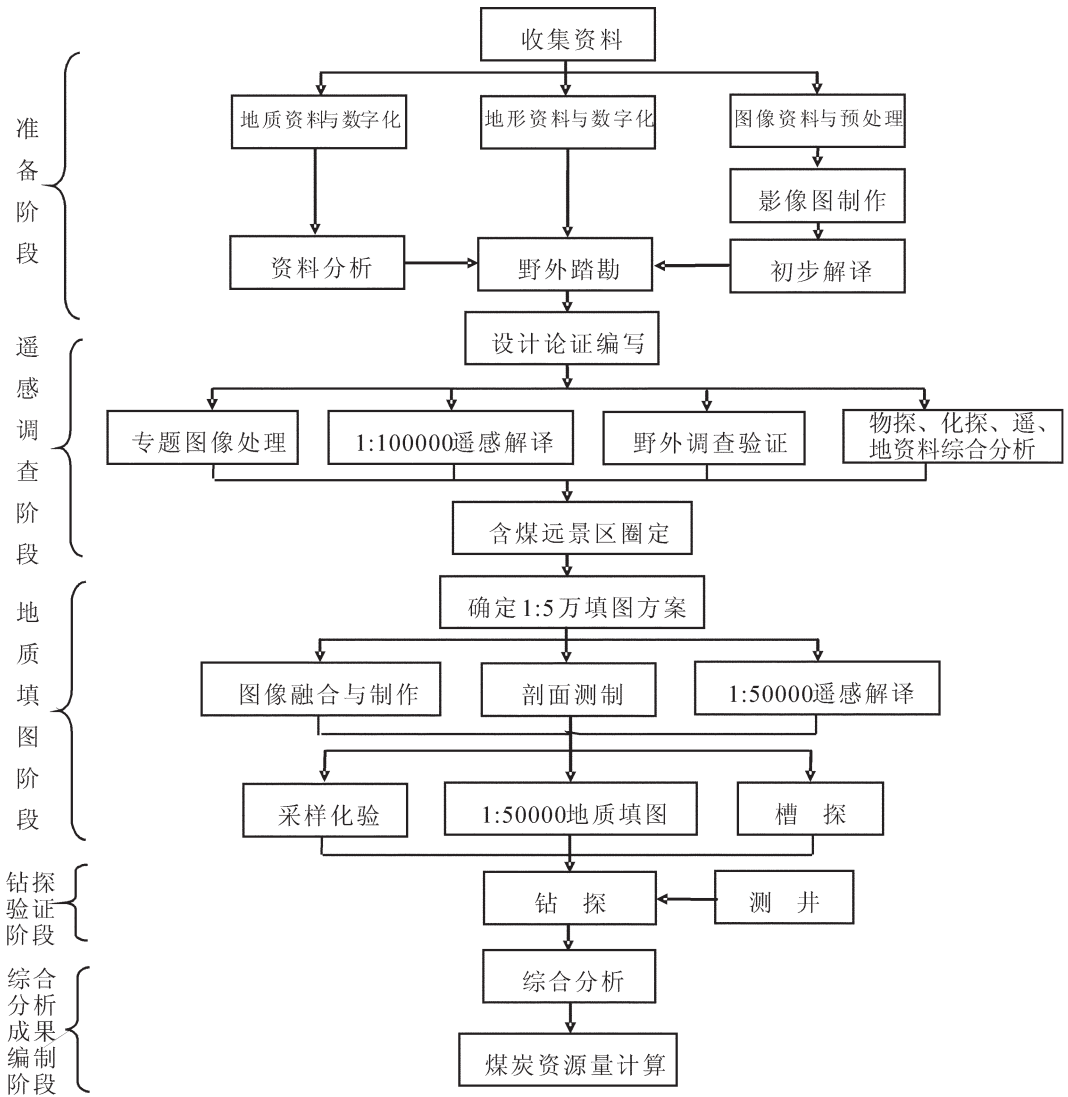 收集资料
地质资料与数字化
地形资料与数字化
图像资料与预处理
影像图制作
资料分析
野外踏勘
初步解译
准备阶段
设计论证编写
专题图像处理
1:100000遥感解译
野外调查验证
物探、化探、遥、
地资料综合分析
含煤远景区圈定
遥感调查阶段
确定1:5万填图方案
图像融合与制作
剖面测制
1:50000遥感解译
采样化验
1:50000地质填图
槽 探
地质填图阶段
钻 探
测 井
钻探
验证
阶段
综合分析
煤炭资源量计算
综合
分析
成果
编制
阶段